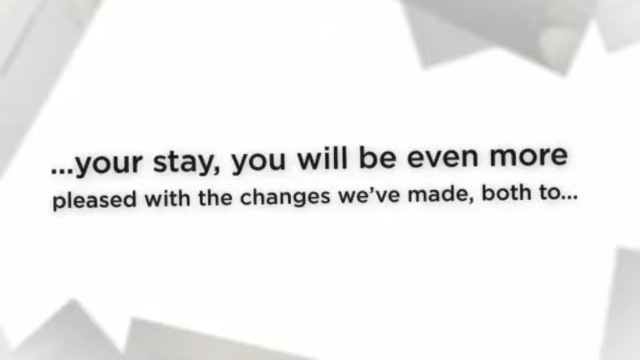 ...your stay, you will be even more
pleased with the changes we've made, both to...